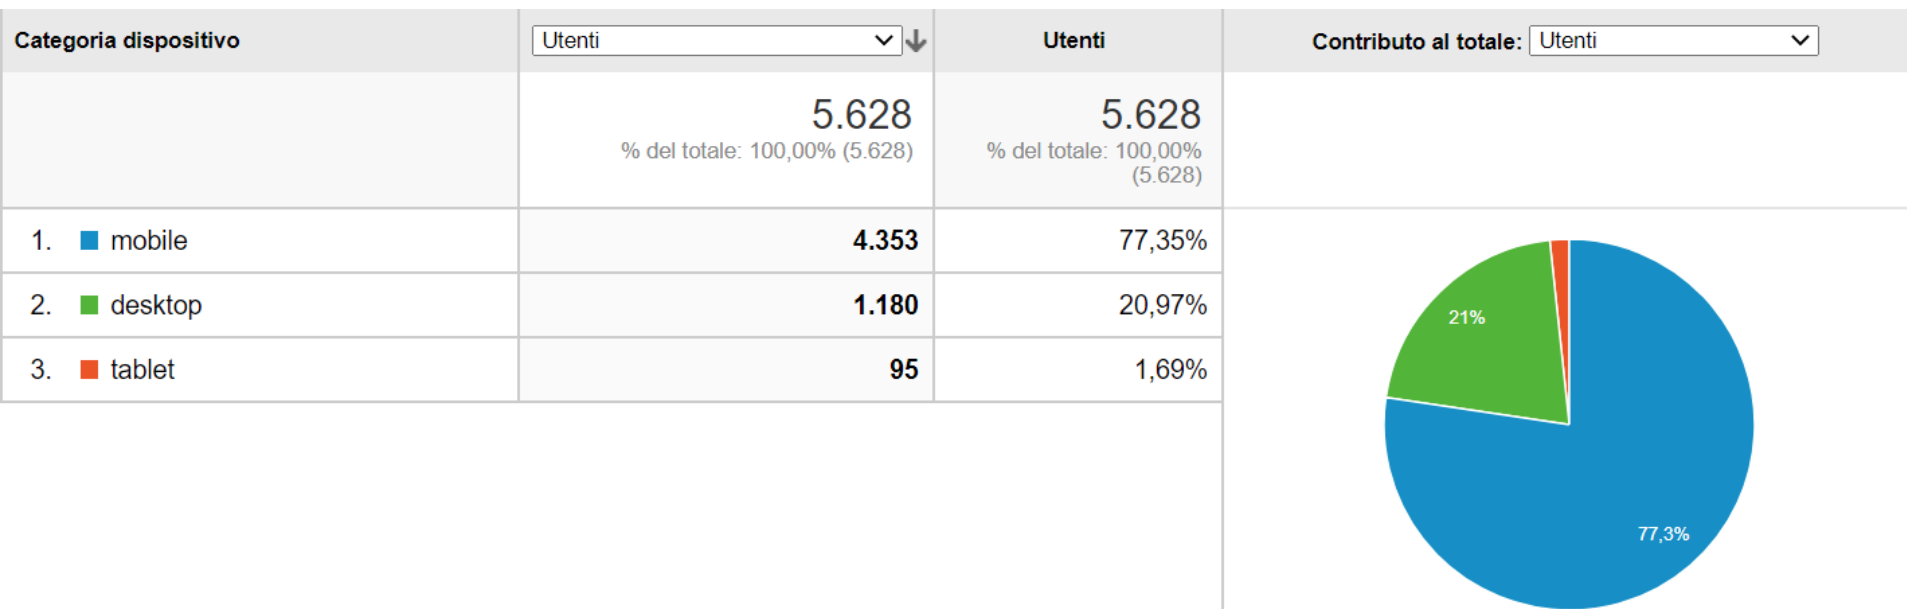 Categoria dispositivo
Utenti
Utenti
Contributo al totale: Utenti
5.628
% del totale: 100,00% (5.628)
5.628
% del totale: 100,00%
(5.628)
1. mobile 4.353 77,35%
2. desktop 1.180 20,97%
3. tablet 95 1,69%
21%
77,3%